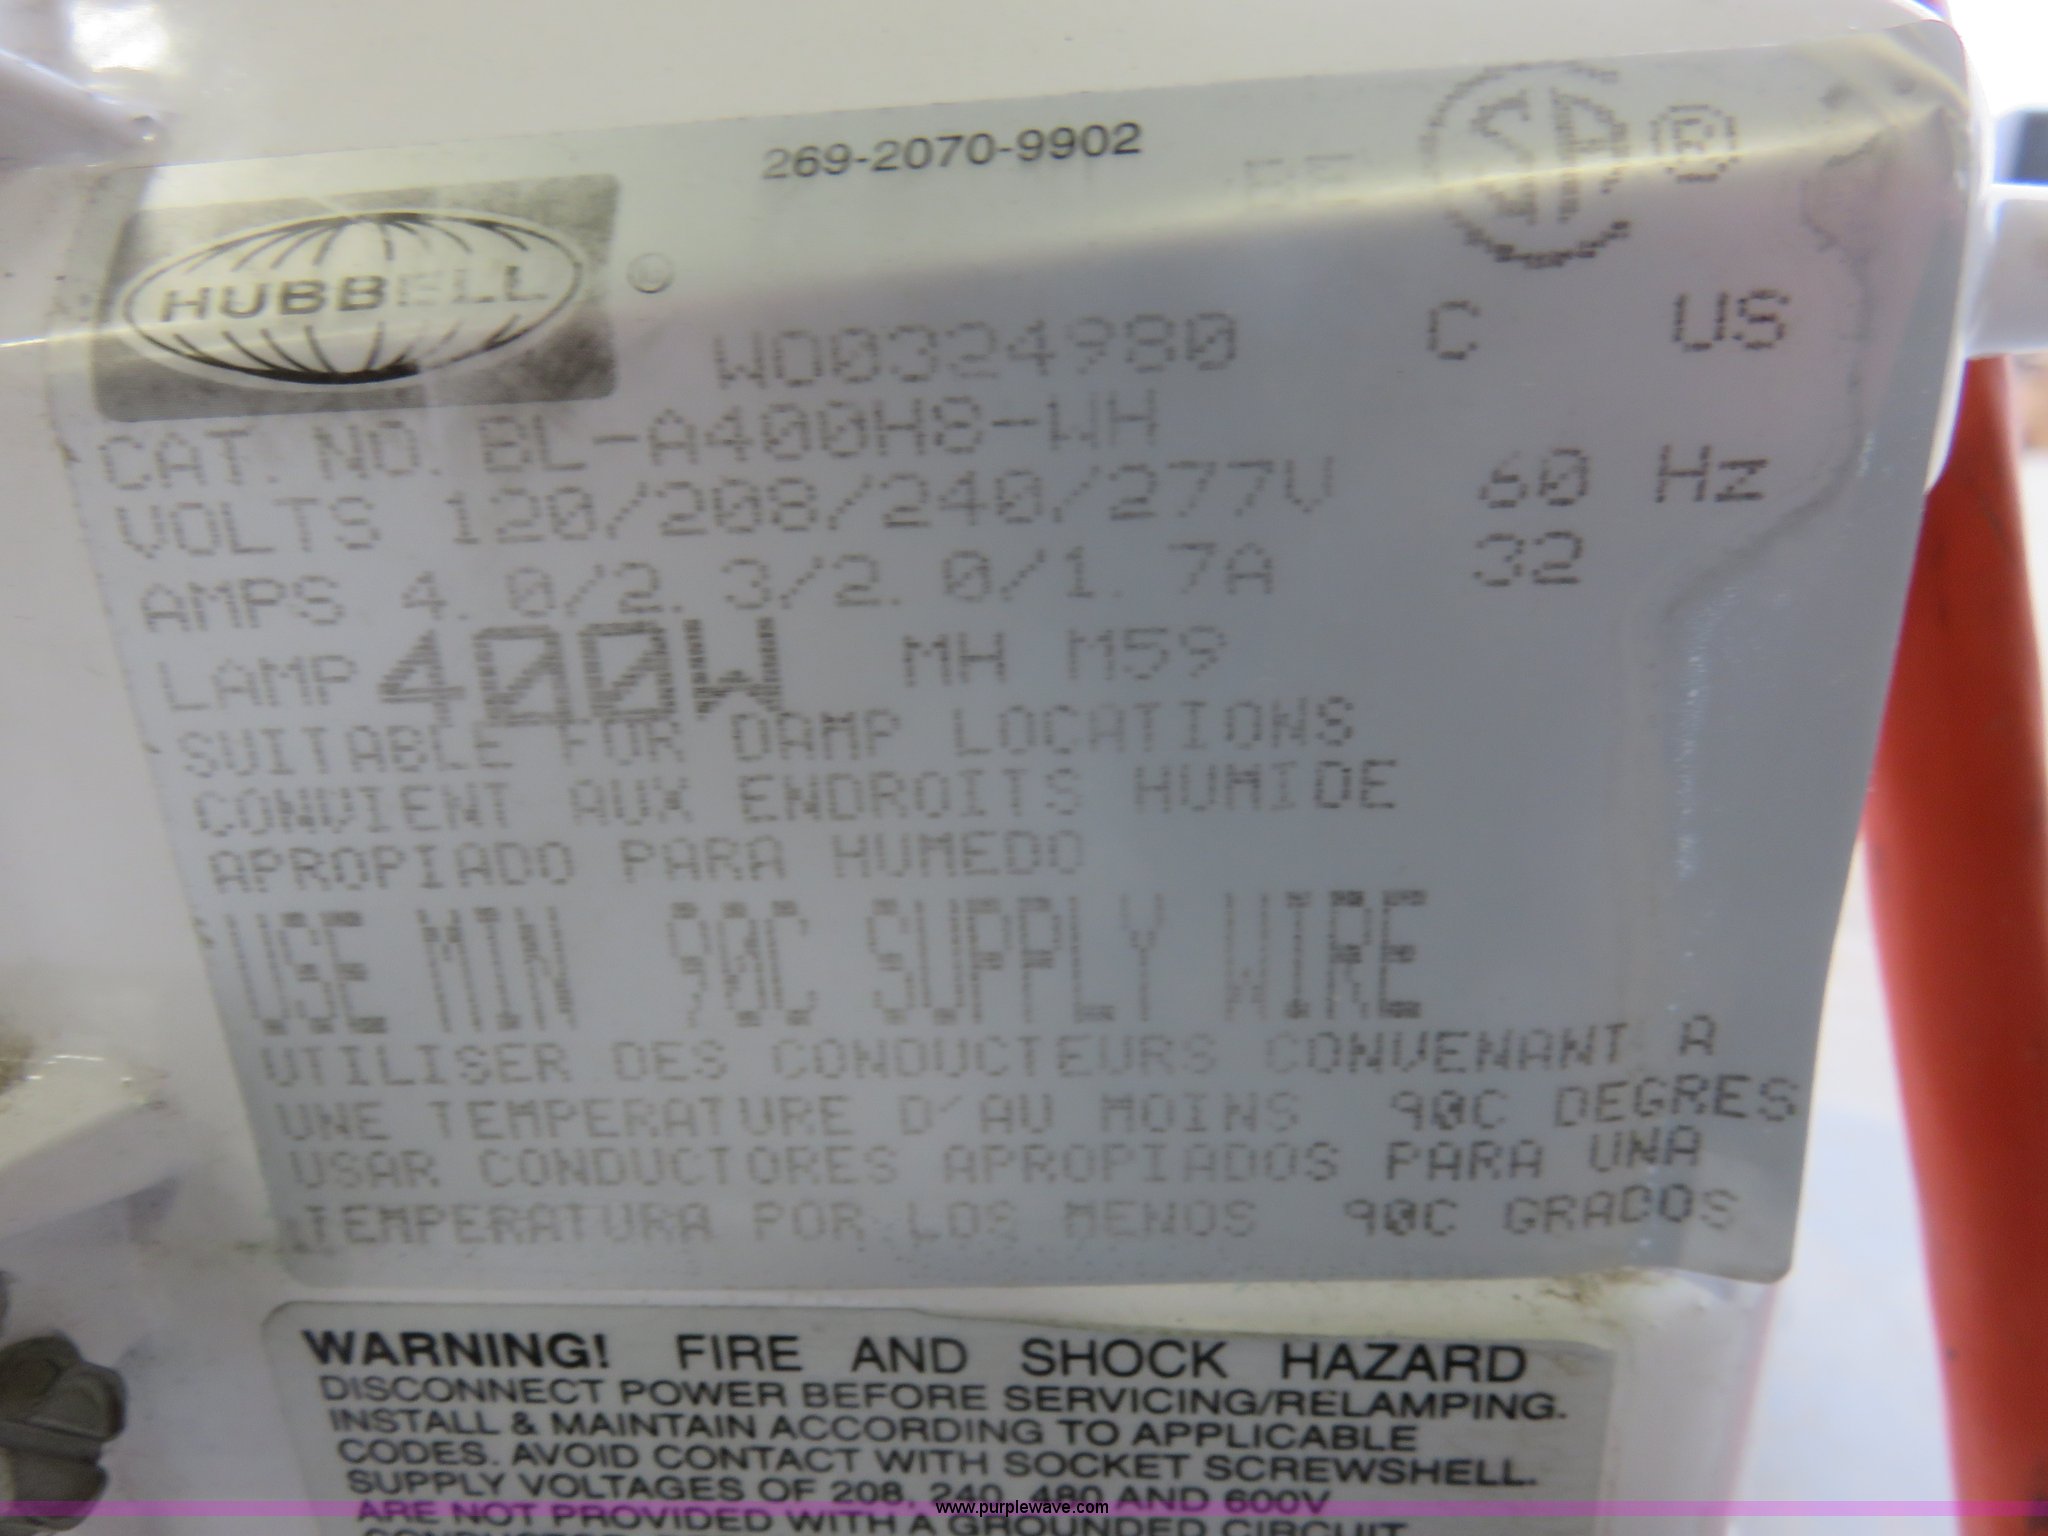 269-2070-9902
HUBBELL
®
WO0324980 C US
CAT. NO. BL-A400H8-WH
VOLTS 120/208/240/277V 60 Hz
AMPS 4.0/2.3/2.0/1.7A 32
LAMP 400W MH M59
SUITABLE FOR DAMP LOCATIONS
CONVIENT AUX ENDROITS HUMIDE
APROPIADO PARA HUMEDO
USE MIN 90C SUPPLY WIRE
UTILISER DES CONDUCTEURS CONVENANT A
UNE TEMPERATURE D'AU MOINS 90C DEGRES
USAR CONDUCTORES APROPIADOS PARA UNA
TEMPERATURA POR LOS MENOS 90C GRADOS
WARNING! FIRE AND SHOCK HAZARD
DISCONNECT POWER BEFORE SERVICING/RELAMPING.
INSTALL & MAINTAIN ACCORDING TO APPLICABLE
CODES. AVOID CONTACT WITH SOCKET SCREWSHELL.
SUPPLY VOLTAGES OF 208, 240, 480 AND 600V
ARE NOT PROVIDED WITH A GROUNDED CIRCUIT
www.purplewave.com